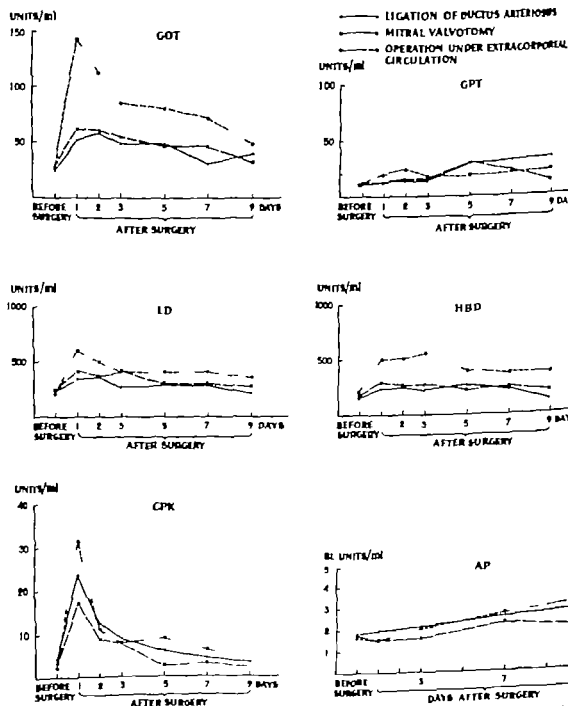 LIGATION OF DUCTUS ARTERIOSUS
MITRAL VALVOTOMY
OPERATION UNDER EXTRACORPOREAL
CIRCULATION
UNITS/ml
GOT
150
100
50
BEFORE SURGERY 1 2 3 5 7 9 DAYS
AFTER SURGERY
UNITS/ml
GPT
150
100
50
BEFORE SURGERY 1 2 3 5 7 9 DAYS
AFTER SURGERY
UNITS/ml
LD
1000
500
BEFORE SURGERY 1 2 3 5 7 9 DAYS
AFTER SURGERY
UNITS/ml
HBD
1000
500
BEFORE SURGERY 1 2 3 5 7 9 DAY
AFTER SURGERY
UNITS/ml
CPK
40
30
20
10
BEFORE SURGERY 1 2 3 5 7 9 DAYS
AFTER SURGERY
UNITS/ml
AP
5
4
3
2
1
BEFORE SURGERY 3 7 9
DAYS AFTER SURGERY